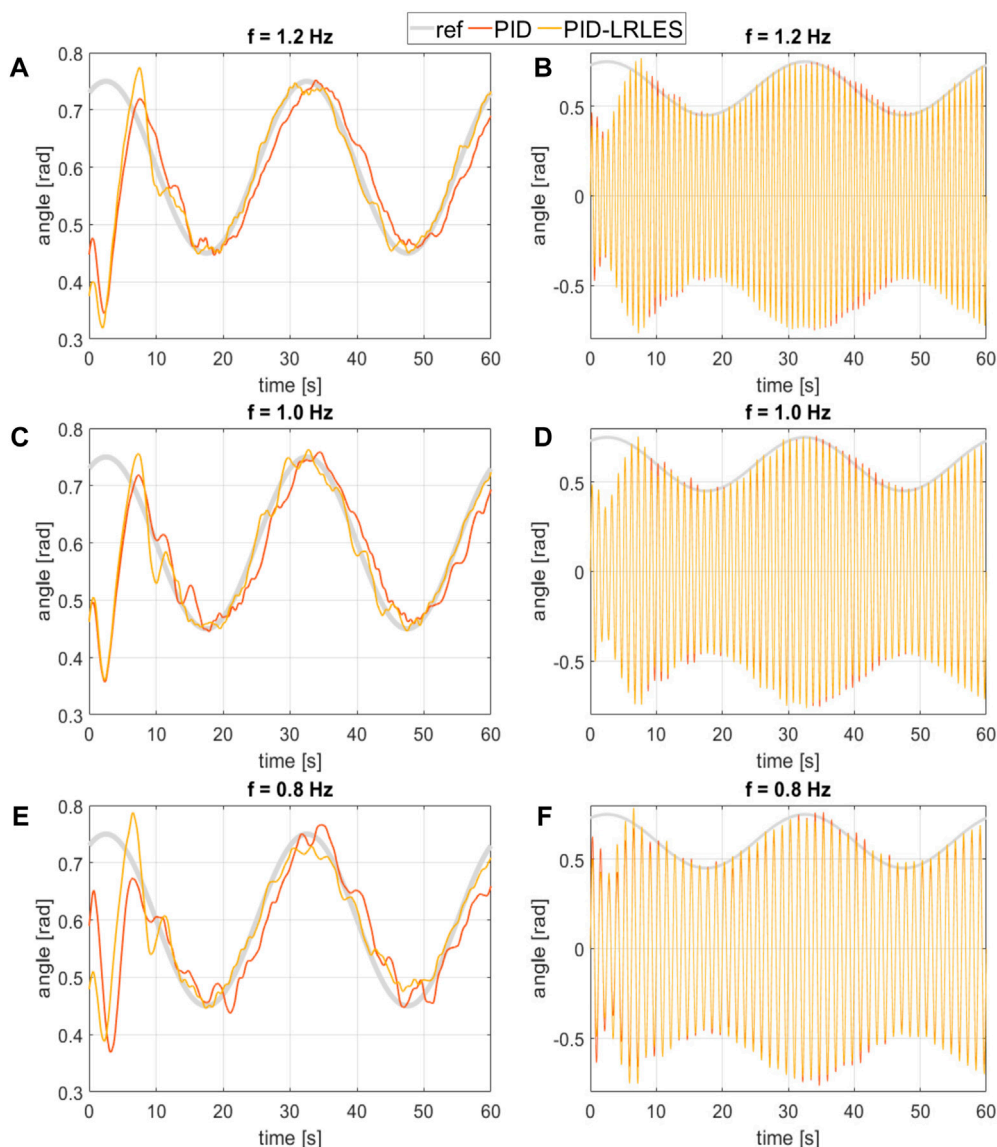 ref PID PID-LRLES
A
f = 1.2 Hz
0.8
0.7
0.6
0.5
0.4
0.3
angle [rad]
0 10 20 30 40 50 60
time [s]
B
f = 1.2 Hz
0.5
0
-0.5
angle [rad]
0 10 20 30 40 50 60
time [s]
C
f = 1.0 Hz
0.8
0.7
0.6
0.5
0.4
0.3
angle [rad]
0 10 20 30 40 50 60
time [s]
D
f = 1.0 Hz
0.5
0
-0.5
angle [rad]
0 10 20 30 40 50 60
time [s]
E
f = 0.8 Hz
0.8
0.7
0.6
0.5
0.4
0.3
angle [rad]
0 10 20 30 40 50 60
time [s]
F
f = 0.8 Hz
0.5
0
-0.5
angle [rad]
0 10 20 30 40 50 60
time [s]